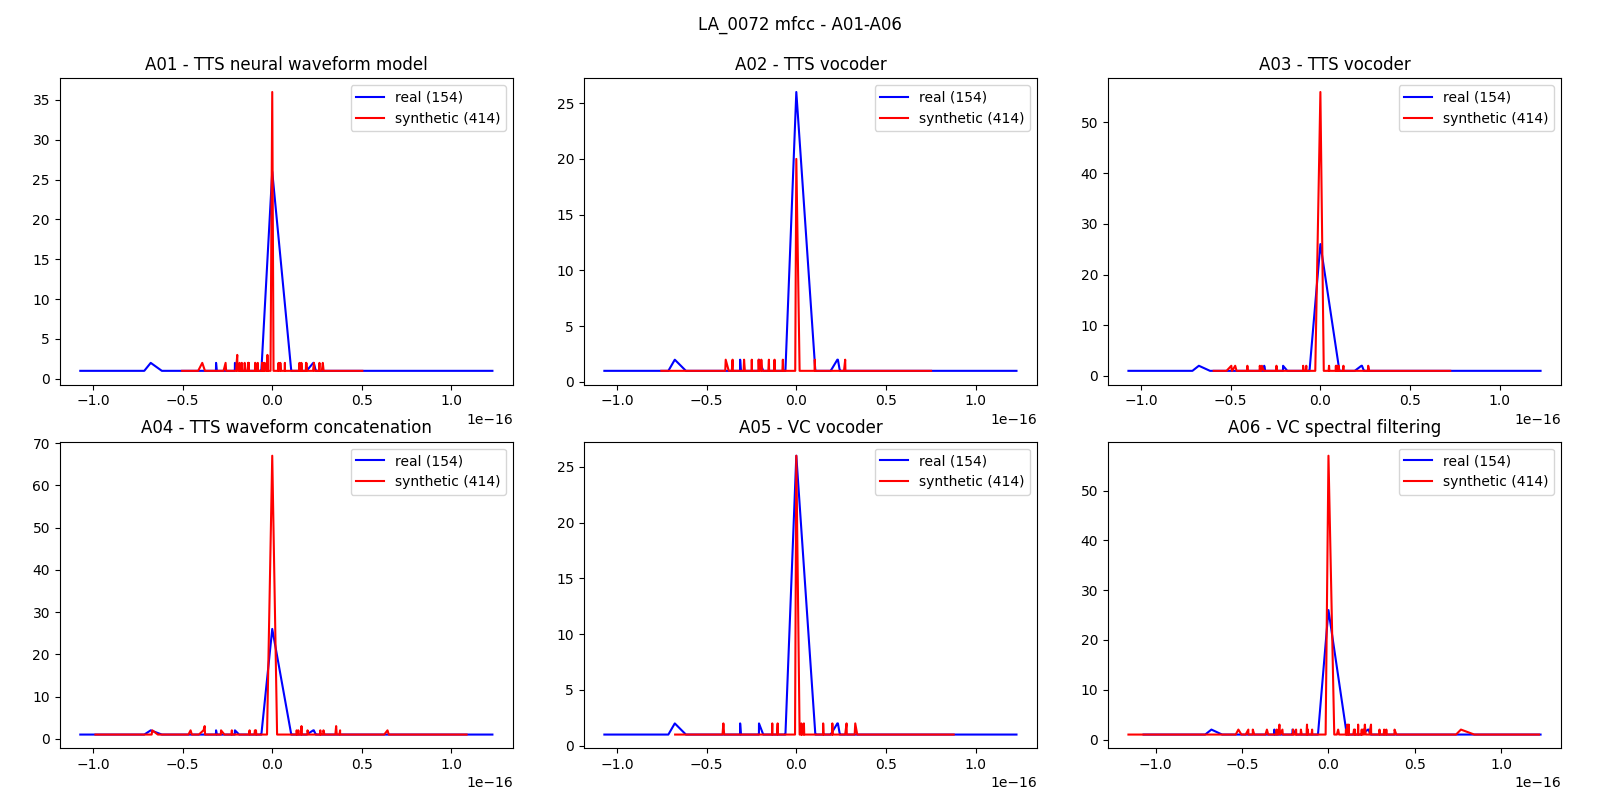 LA_0072 mfcc - A01-A06
A01 - TTS neural waveform model
real (154)
synthetic (414)
35
30
25
20
15
10
5
0
−1.0 −0.5 0.0 0.5 1.0
1e−16
A02 - TTS vocoder
real (154)
synthetic (414)
25
20
15
10
5
0
−1.0 −0.5 0.0 0.5 1.0
1e−16
A03 - TTS vocoder
real (154)
synthetic (414)
50
40
30
20
10
0
−1.0 −0.5 0.0 0.5 1.0
1e−16
A04 - TTS waveform concatenation
real (154)
synthetic (414)
70
60
50
40
30
20
10
0
−1.0 −0.5 0.0 0.5 1.0
1e−16
A05 - VC vocoder
real (154)
synthetic (414)
25
20
15
10
5
0
−1.0 −0.5 0.0 0.5 1.0
1e−16
A06 - VC spectral filtering
real (154)
synthetic (414)
50
40
30
20
10
0
−1.0 −0.5 0.0 0.5 1.0
1e−16